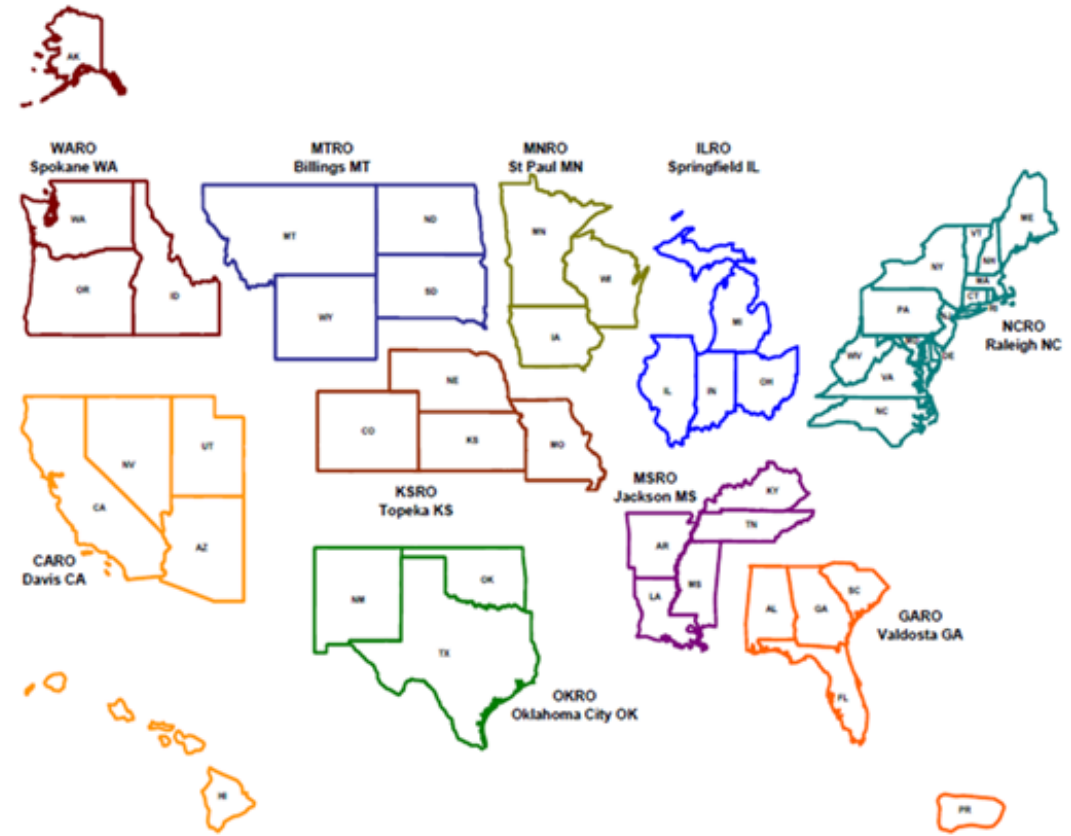 AK
WARO
Spokane WA
MTRO
Billings MT
MNRO
St Paul MN
ILRO
Springfield IL
WA
OR
ID
MT
ND
SD
WY
MN
WI
IA
MI
IL
IN
OH
ME
VT
NH
NY
MA
CT
RI
PA
NJ
MD
DE
WV
VA
NC
NCRO
Raleigh NC
NE
CO
KS
MO
KSRO
Topeka KS
UT
NV
CA
AZ
CARO
Davis CA
MSRO
Jackson MS
KY
TN
AR
MS
LA
NM
OK
TX
OKRO
Oklahoma City OK
SC
AL
GA
FL
GARO
Valdosta GA
HI
PR